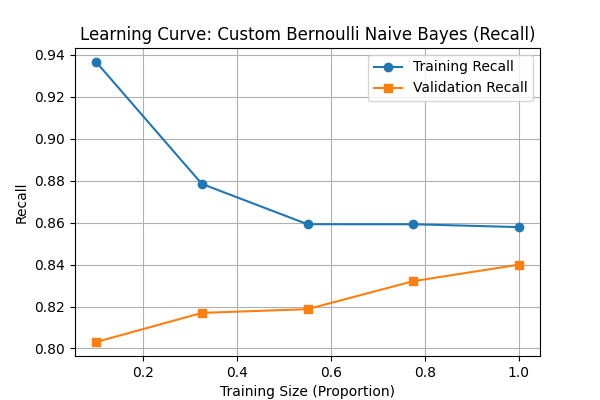 Learning Curve: Custom Bernoulli Naive Bayes (Recall)
Training Recall
Validation Recall
Recall
0.94
0.92
0.90
0.88
0.86
0.84
0.82
0.80
0.2 0.4 0.6 0.8 1.0
Training Size (Proportion)